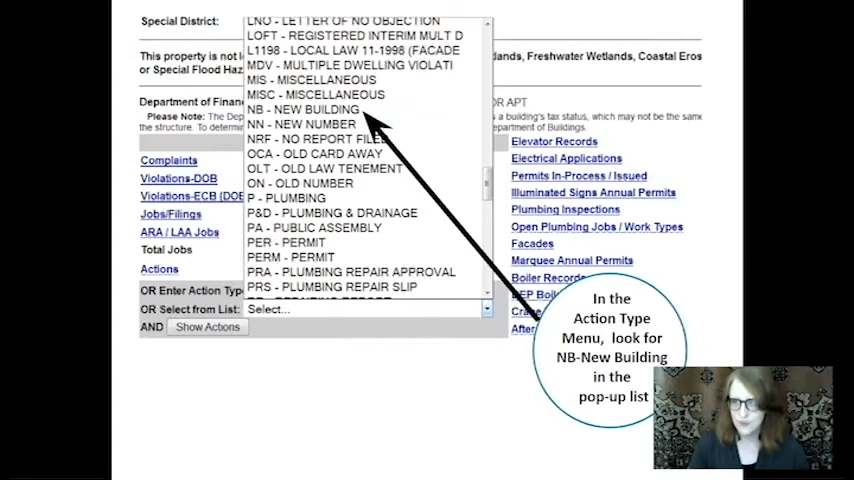 Special District:
LNO - LETTER OF NO OBJECTION
LOFT - REGISTERED INTERIM MULT D
L1198 - LOCAL LAW 11-1998 (FACADE
MDV - MULTIPLE DWELLING VIOLATI
MIS - MISCELLANEOUS
MISC - MISCELLANEOUS
NB - NEW BUILDING
NN - NEW NUMBER
NRF - NO REPORT FILED
OCA - OLD CARD AWAY
OLT - OLD LAW TENEMENT
ON - OLD NUMBER
P - PLUMBING
P&D - PLUMBING & DRAINAGE
PA - PUBLIC ASSEMBLY
PER - PERMIT
PERM - PERMIT
PRA - PLUMBING REPAIR APPROVAL
PRS - PLUMBING REPAIR SLIP
Select...
This property is not lo
or Special Flood Haz
Department of Financ
Please Note: The Dep
the structure. To determin
Complaints
Violations-DOB
Violations-ECB (DOB
Jobs/Filings
ARA / LAA Jobs
Total Jobs
Actions
OR Enter Action Type
OR Select from List:
AND Show Actions
lands, Freshwater Wetlands, Coastal Eros
OR APT
s a building's tax status, which may not be the same
epartment of Buildings.
Elevator Records
Electrical Applications
Permits In-Process / Issued
Illuminated Signs Annual Permits
Plumbing Inspections
Open Plumbing Jobs / Work Types
Facades
Marquee Annual Permits
Boiler Records
DEP Boil
Cran
After
In the
Action Type
Menu, look for
NB-New Building
in the
pop-up list